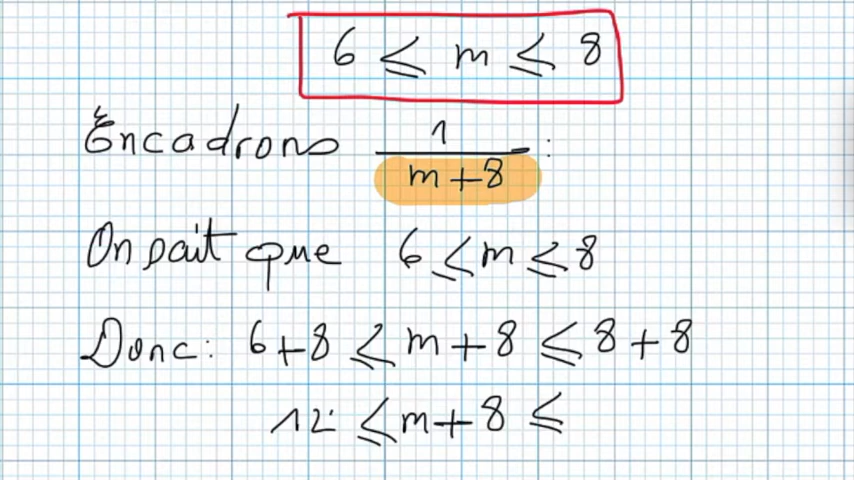 6 ⩽ m ⩽ 8
Encadrons 1/(m+8) :
On sait que 6 ⩽ m ⩽ 8
Donc: 6+8 ⩽ m+8 ⩽ 8+8
12 ⩽ m+8 ⩽